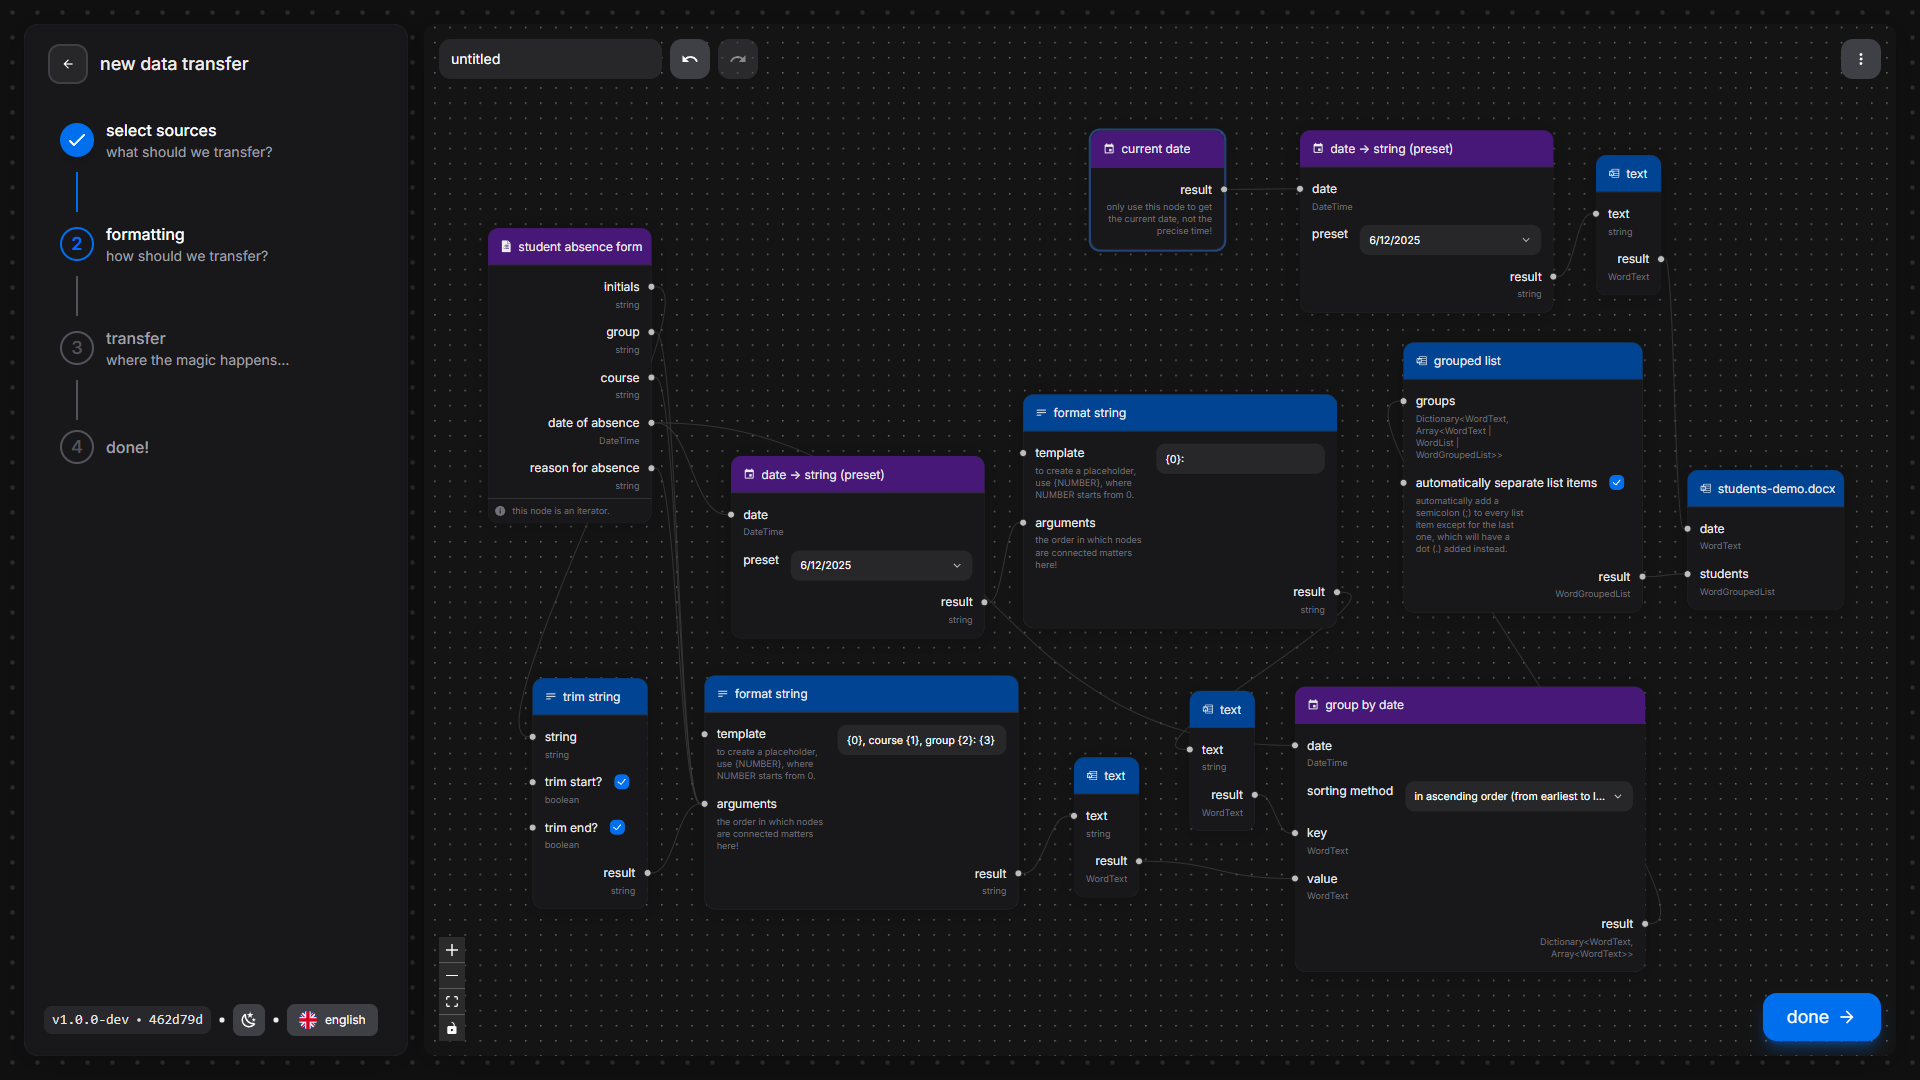 new data transfer
select sources
what should we transfer?
2
formatting
how should we transfer?
3
transfer
where the magic happens...
4
done!
v1.0.0-dev • 462d79d
english
untitled
current date
result
only use this node to get
the current date, not the
precise time!
date → string (preset)
date
DateTime
preset
6/12/2025
result
string
text
text
string
result
WordText
student absence form
initials
string
group
string
course
string
date of absence
DateTime
reason for absence
string
this node is an iterator.
date → string (preset)
date
DateTime
preset
6/12/2025
result
string
format string
template
{0}:
to create a placeholder,
use {NUMBER}, where
NUMBER starts from 0.
arguments
the order in which nodes
are connected matters
here!
result
string
grouped list
groups
Dictionary<WordText,
Array<WordText |
WordList |
WordGroupedList>>
automatically separate list items
automatically add a
semicolon (;) to every list
item except for the last
one, which will have a
dot (.) added instead.
result
WordGroupedList
students-demo.docx
date
WordText
students
WordGroupedList
trim string
string
string
trim start?
boolean
trim end?
boolean
result
string
format string
template
{0}, course {1}, group {2}: {3}
to create a placeholder,
use {NUMBER}, where
NUMBER starts from 0.
arguments
the order in which nodes
are connected matters
here!
result
string
text
text
string
result
WordText
text
text
string
result
WordText
group by date
date
DateTime
sorting method
in ascending order (from earliest to l...
key
WordText
value
WordText
result
Dictionary<WordText,
Array<WordText>>
done →